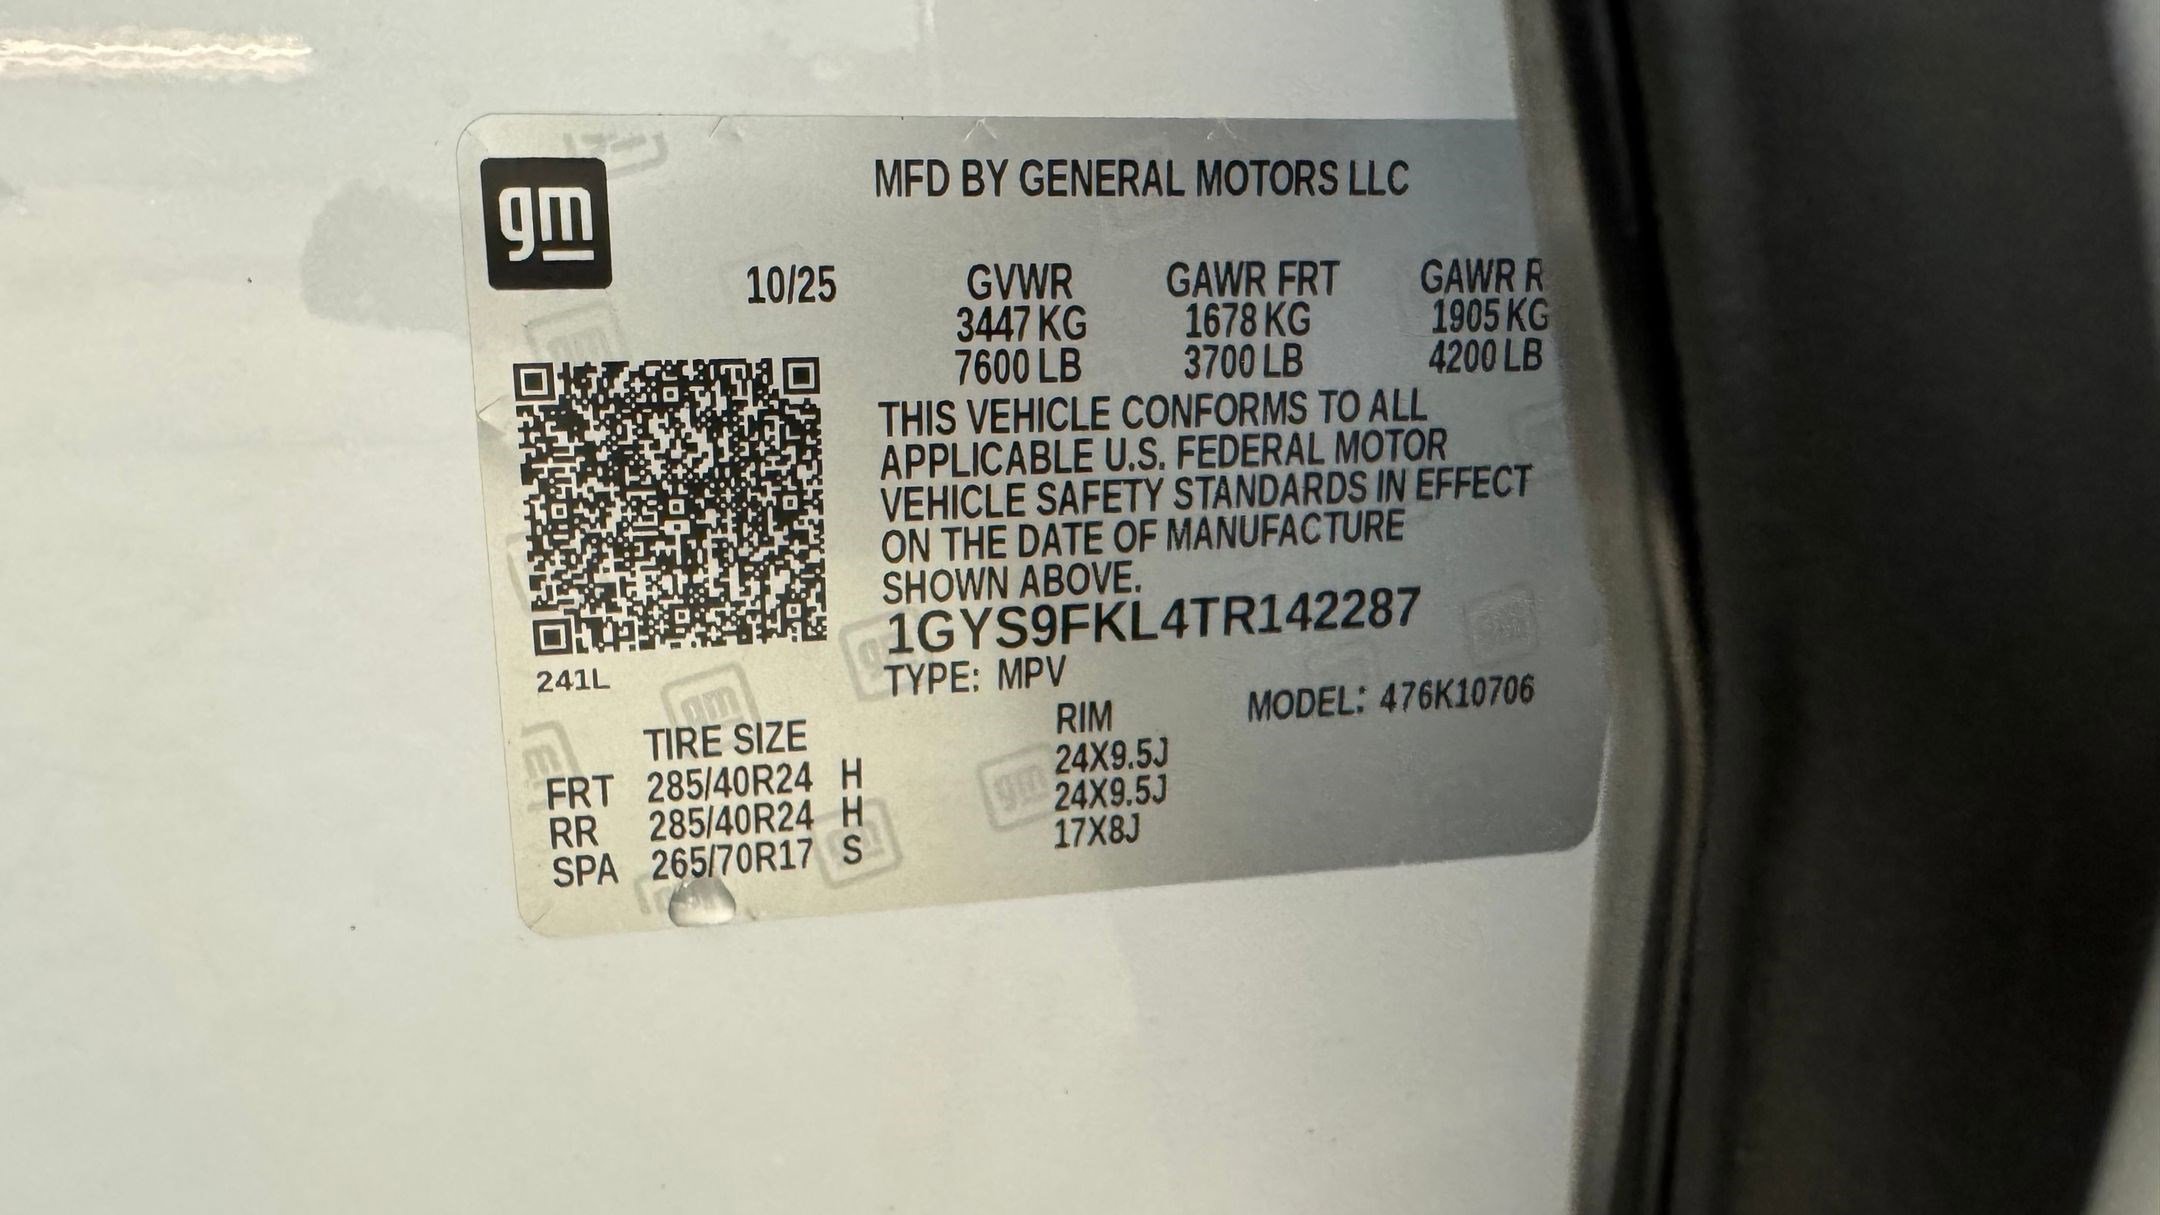 gm
MFD BY GENERAL MOTORS LLC
10/25 GVWR GAWR FRT GAWR R
3447 KG 1678 KG 1905 KG
7600 LB 3700 LB 4200 LB
THIS VEHICLE CONFORMS TO ALL
APPLICABLE U.S. FEDERAL MOTOR
VEHICLE SAFETY STANDARDS IN EFFECT
ON THE DATE OF MANUFACTURE
SHOWN ABOVE.
1GYS9FKL4TR142287
241L
TYPE: MPV
MODEL: 476K10706
TIRE SIZE RIM
FRT 285/40R24 H 24X9.5J
RR 285/40R24 H 24X9.5J
SPA 265/70R17 S 17X8J